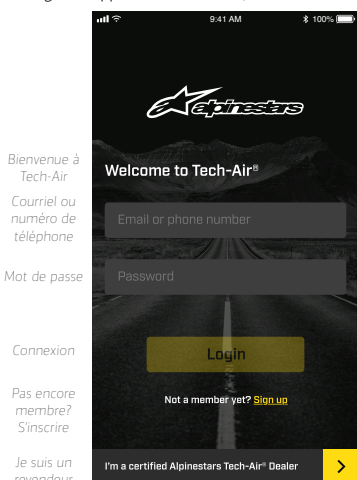 9:41 AM
100%
alpinestars
Bienvenue à
Tech-Air
Welcome to Tech-Air®
Courriel ou
numéro de
téléphone
Email or phone number
Mot de passe
Password
Connexion
Login
Pas encore
membre?
S'inscrire
Not a member yet? Sign up
Je suis un
revendeur
I'm a certified Alpinestars Tech-Air® Dealer